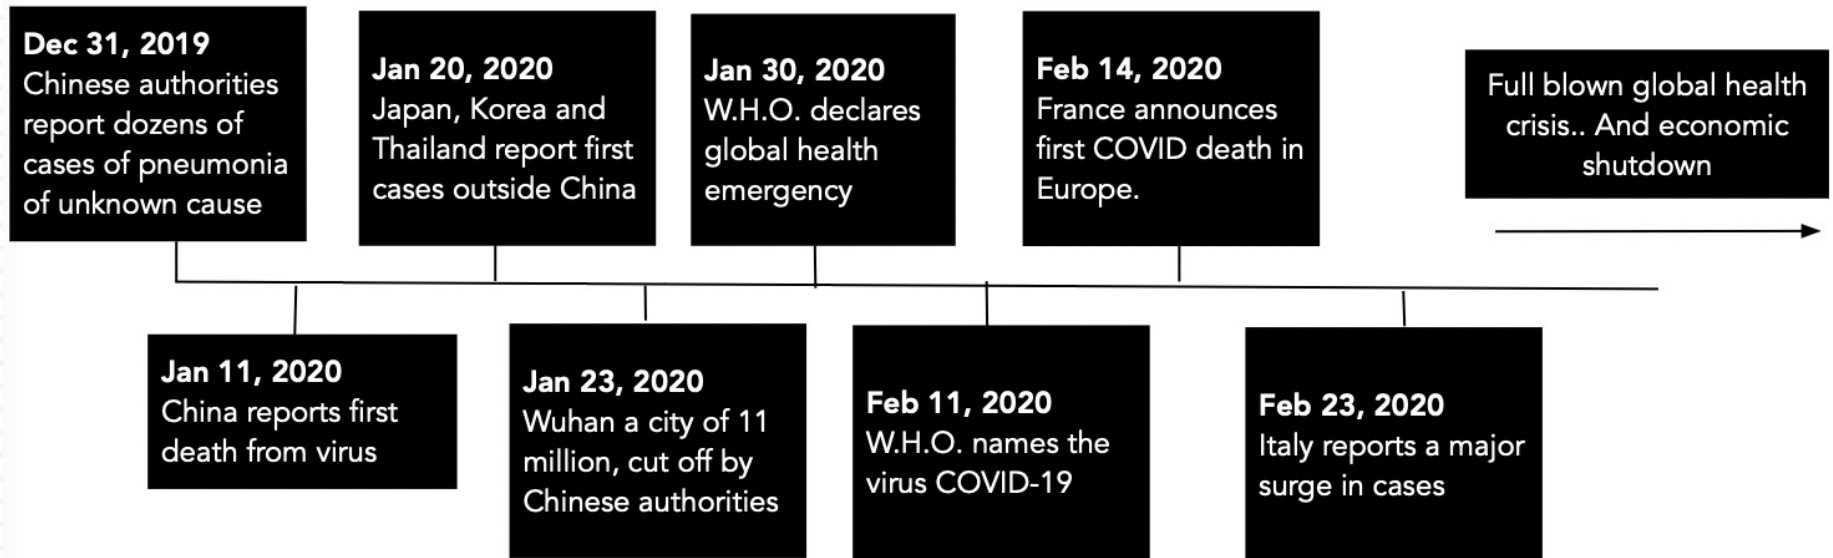 Dec 31, 2019
Chinese authorities
report dozens of
cases of pneumonia
of unknown cause
Jan 11, 2020
China reports first
death from virus
Jan 20, 2020
Japan, Korea and
Thailand report first
cases outside China
Jan 23, 2020
Wuhan a city of 11
million, cut off by
Chinese authorities
Jan 30, 2020
W.H.O. declares
global health
emergency
Feb 11, 2020
W.H.O. names the
virus COVID-19
Feb 14, 2020
France announces
first COVID death in
Europe.
Feb 23, 2020
Italy reports a major
surge in cases
Full blown global health
crisis.. And economic
shutdown